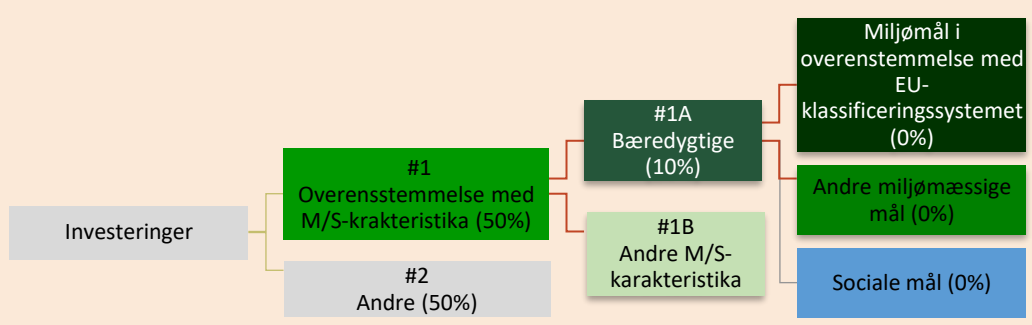 Investeringer
#1
Overensstemmelse med
M/S-krakteristika (50%)
#2
Andre (50%)
#1A
Bæredygtige
(10%)
#1B
Andre M/S-
karakteristika
Miljømål i
overenstemmelse med
EU-
klassificeringssystemet
(0%)
Andre miljømæssige
mål (0%)
Sociale mål (0%)